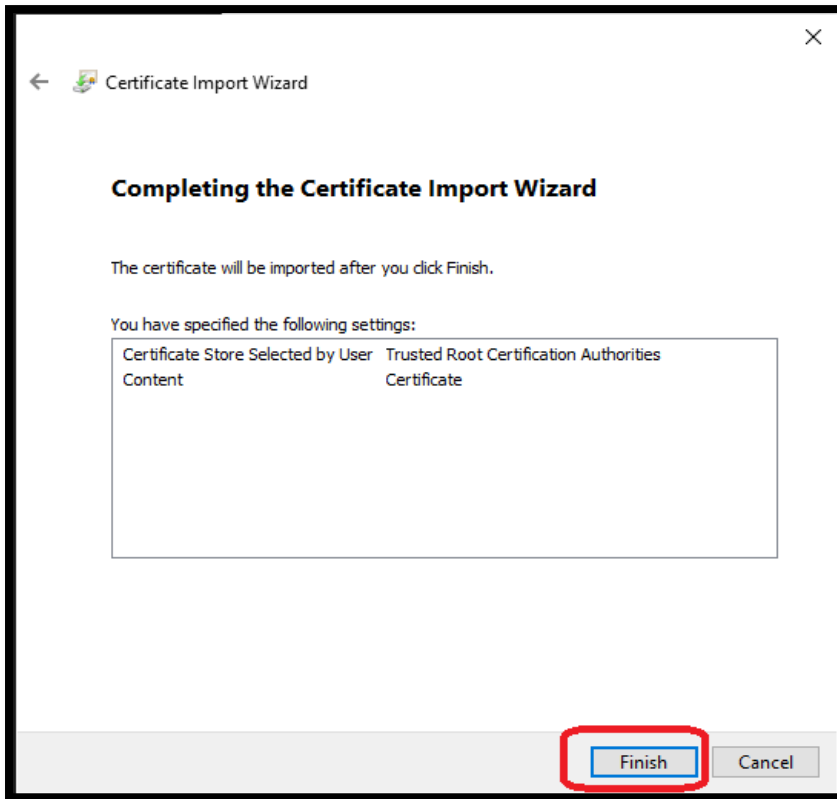 Certificate Import Wizard
Completing the Certificate Import Wizard
The certificate will be imported after you click Finish.
You have specified the following settings:
Certificate Store Selected by User Trusted Root Certification Authorities
Content Certificate
Finish Cancel